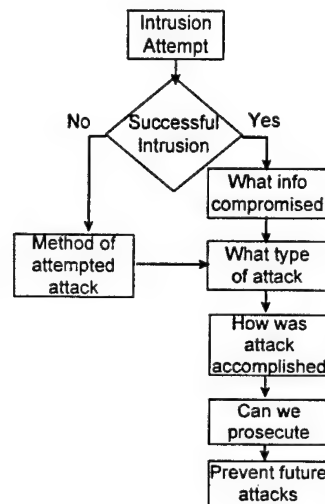 Intrusion
Attempt
No
Successful
Intrusion
Yes
What info
compromised
Method of
attempted
attack
What type
of attack
How was
attack
accomplished
Can we
prosecute
Prevent future
attacks